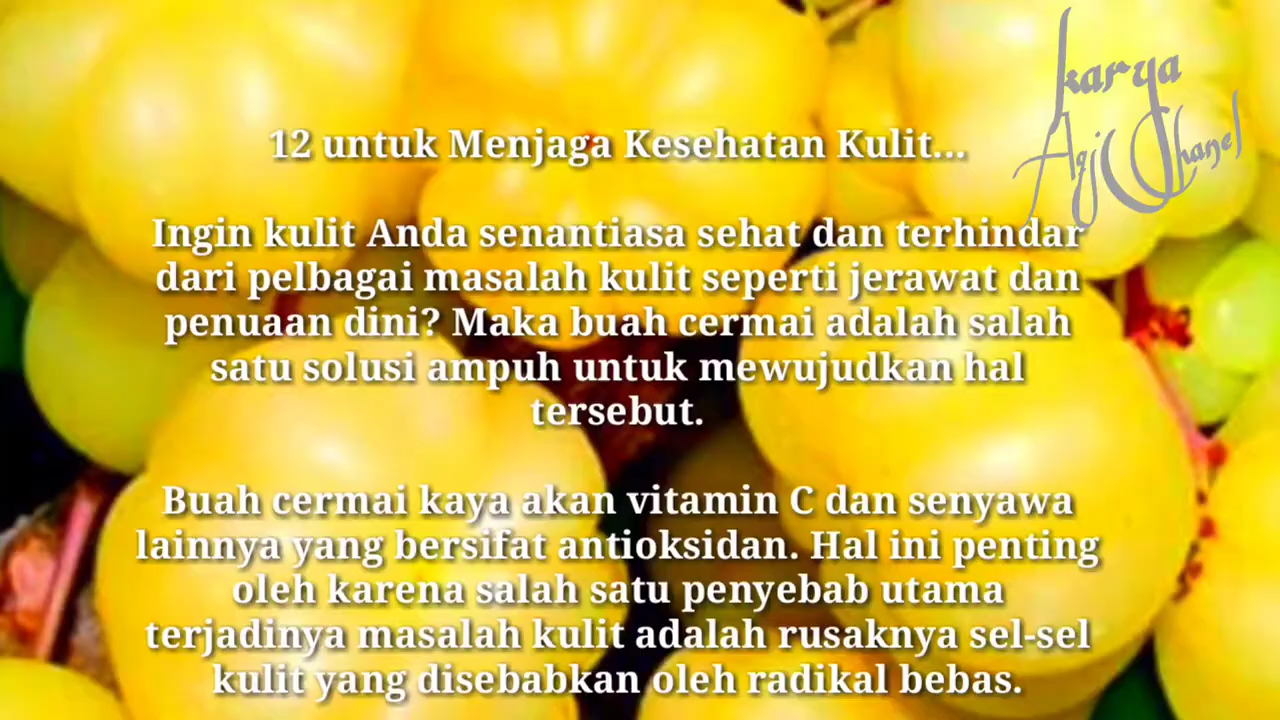 karya
Aqj Chanel
12 untuk Menjaga Kesehatan Kulit...
Ingin kulit Anda senantiasa sehat dan terhindar
dari pelbagai masalah kulit seperti jerawat dan
penuaan dini? Maka buah cermai adalah salah
satu solusi ampuh untuk mewujudkan hal
tersebut.
Buah cermai kaya akan vitamin C dan senyawa
lainnya yang bersifat antioksidan. Hal ini penting
oleh karena salah satu penyebab utama
terjadinya masalah kulit adalah rusaknya sel-sel
kulit yang disebabkan oleh radikal bebas.